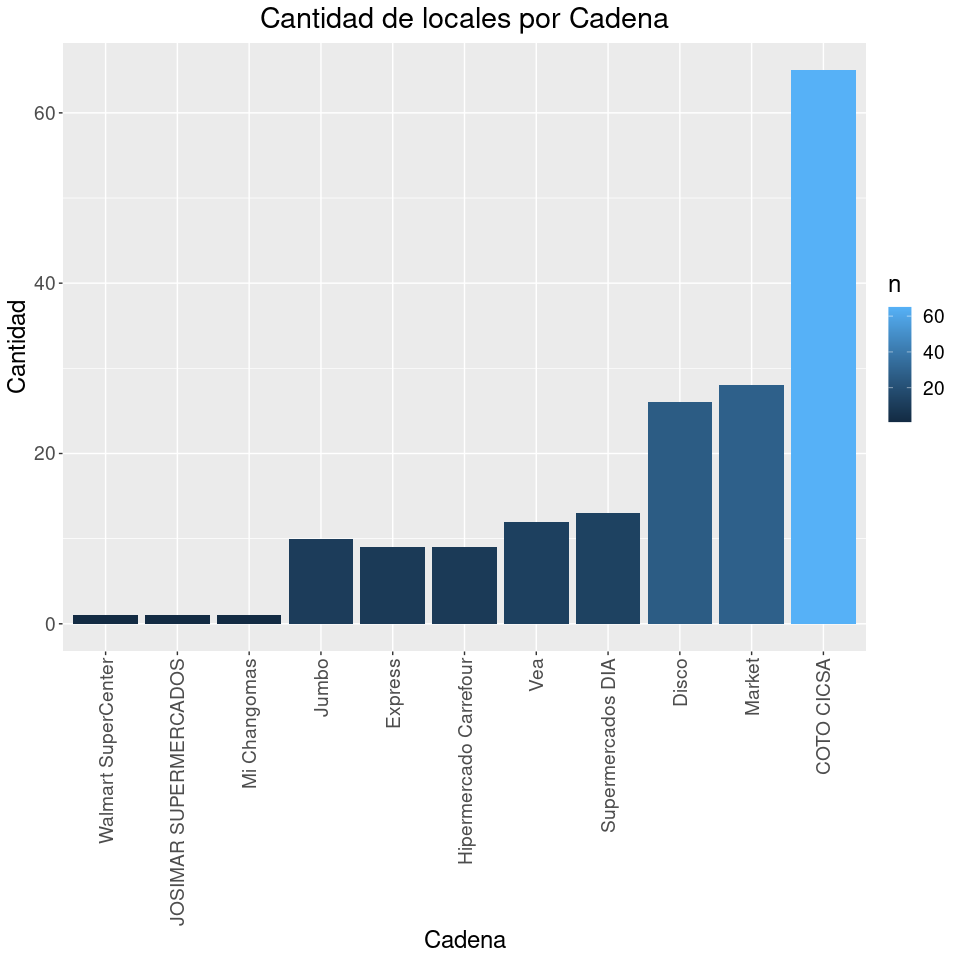 Cantidad de locales por Cadena
Cantidad
60
40
20
0
Walmart SuperCenter
JOSIMAR SUPERMERCADOS
Mi Changomas
Jumbo
Express
Hipermercado Carrefour
Vea
Supermercados DIA
Disco
Market
COTO CICSA
Cadena
n
60
40
20